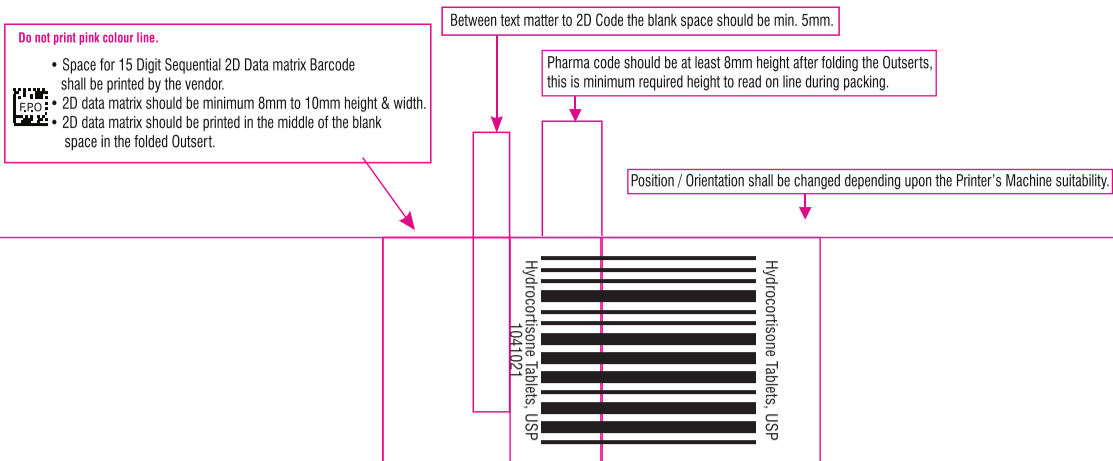 Between text matter to 2D Code the blank space should be min. 5mm.
Do not print pink colour line.
• Space for 15 Digit Sequential 2D Data matrix Barcode
shall be printed by the vendor.
• 2D data matrix should be minimum 8mm to 10mm height & width.
• 2D data matrix should be printed in the middle of the blank
space in the folded Outsert.
F.P.O
Pharma code should be at least 8mm height after folding the Outserts,
this is minimum required height to read on line during packing.
Position / Orientation shall be changed depending upon the Printer's Machine suitability.
Hydrocortisone Tablets, USP
1041021
Hydrocortisone Tablets, USP